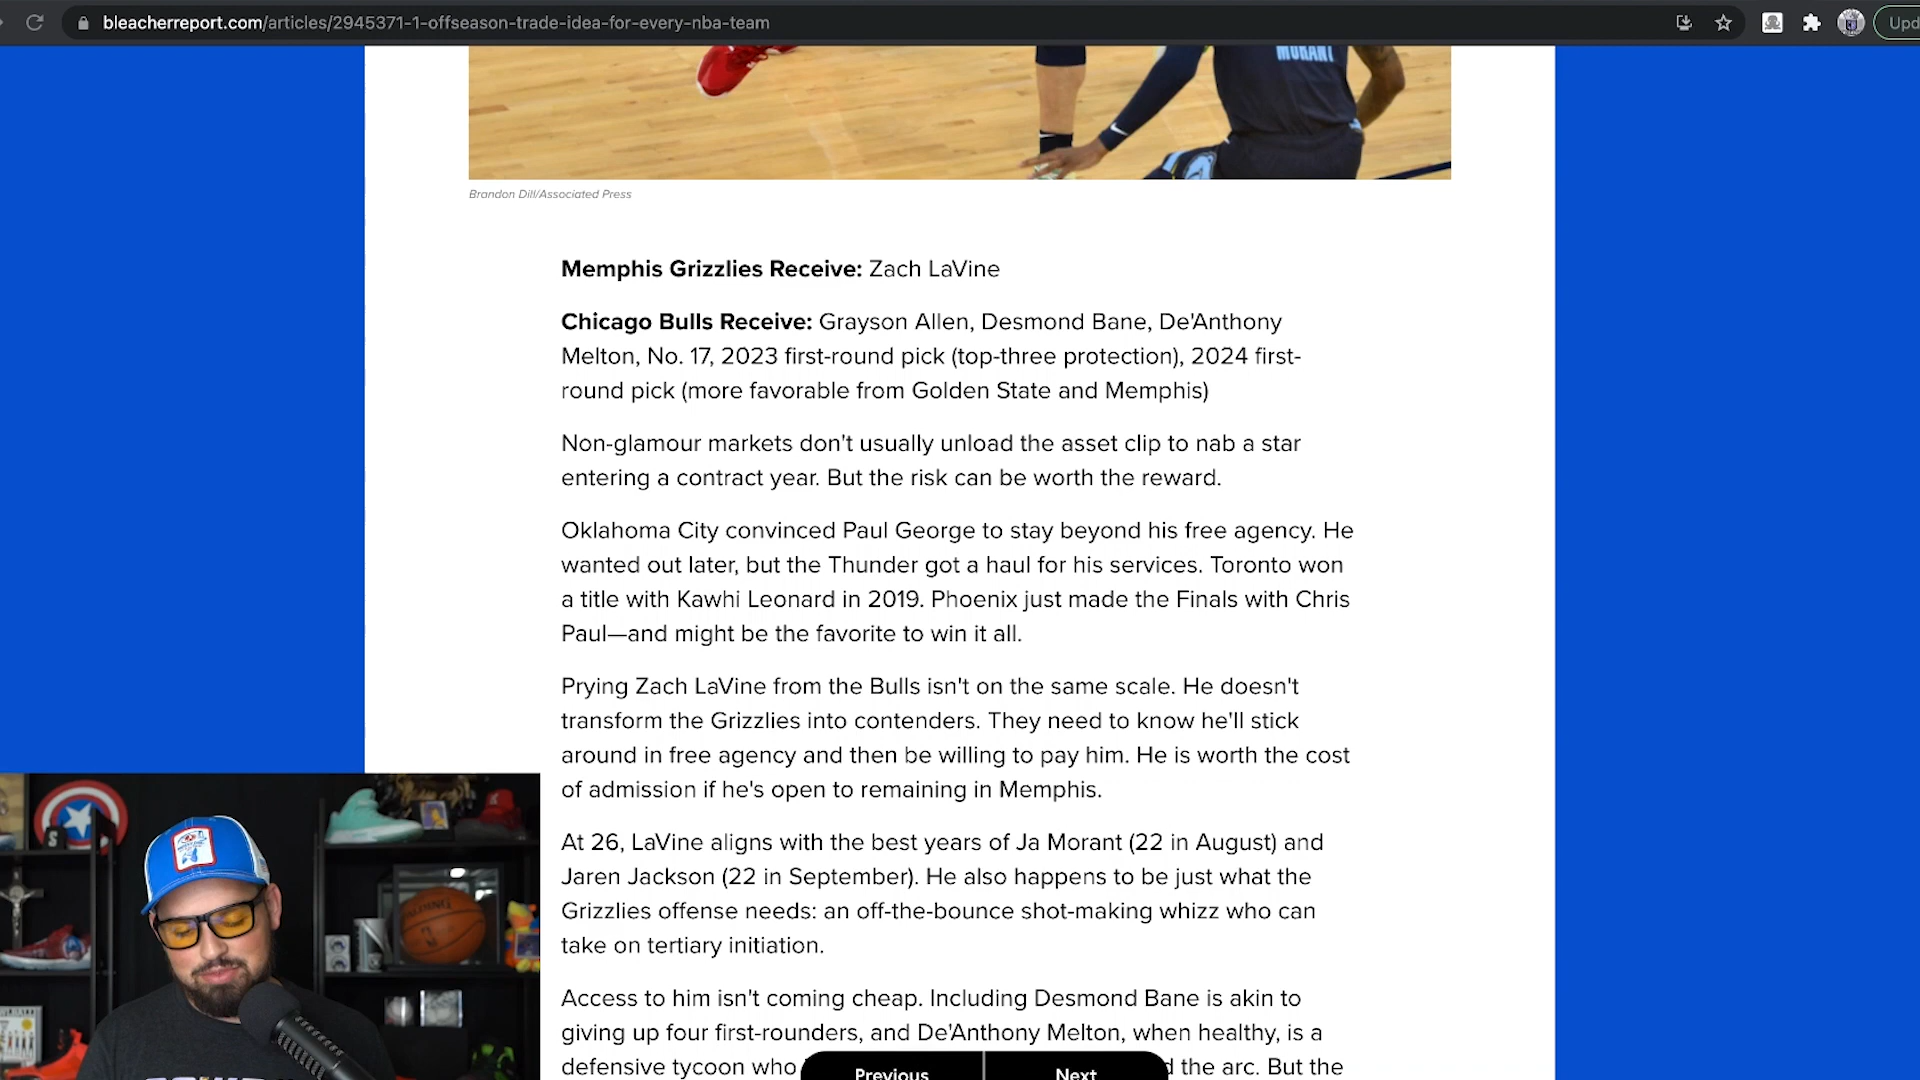 bleacherreport.com/articles/2945371-1-offseason-trade-idea-for-every-nba-team
Upd
MORANT
Brandon Dill/Associated Press
Memphis Grizzlies Receive: Zach LaVine
Chicago Bulls Receive: Grayson Allen, Desmond Bane, De'Anthony
Melton, No. 17, 2023 first-round pick (top-three protection), 2024 first-
round pick (more favorable from Golden State and Memphis)
Non-glamour markets don't usually unload the asset clip to nab a star
entering a contract year. But the risk can be worth the reward.
Oklahoma City convinced Paul George to stay beyond his free agency. He
wanted out later, but the Thunder got a haul for his services. Toronto won
a title with Kawhi Leonard in 2019. Phoenix just made the Finals with Chris
Paul—and might be the favorite to win it all.
Prying Zach LaVine from the Bulls isn't on the same scale. He doesn't
transform the Grizzlies into contenders. They need to know he'll stick
around in free agency and then be willing to pay him. He is worth the cost
of admission if he's open to remaining in Memphis.
At 26, LaVine aligns with the best years of Ja Morant (22 in August) and
Jaren Jackson (22 in September). He also happens to be just what the
Grizzlies offense needs: an off-the-bounce shot-making whizz who can
take on tertiary initiation.
Access to him isn't coming cheap. Including Desmond Bane is akin to
giving up four first-rounders, and De'Anthony Melton, when healthy, is a
defensive tycoon who d the arc. But the
Previous Next
SPALDING